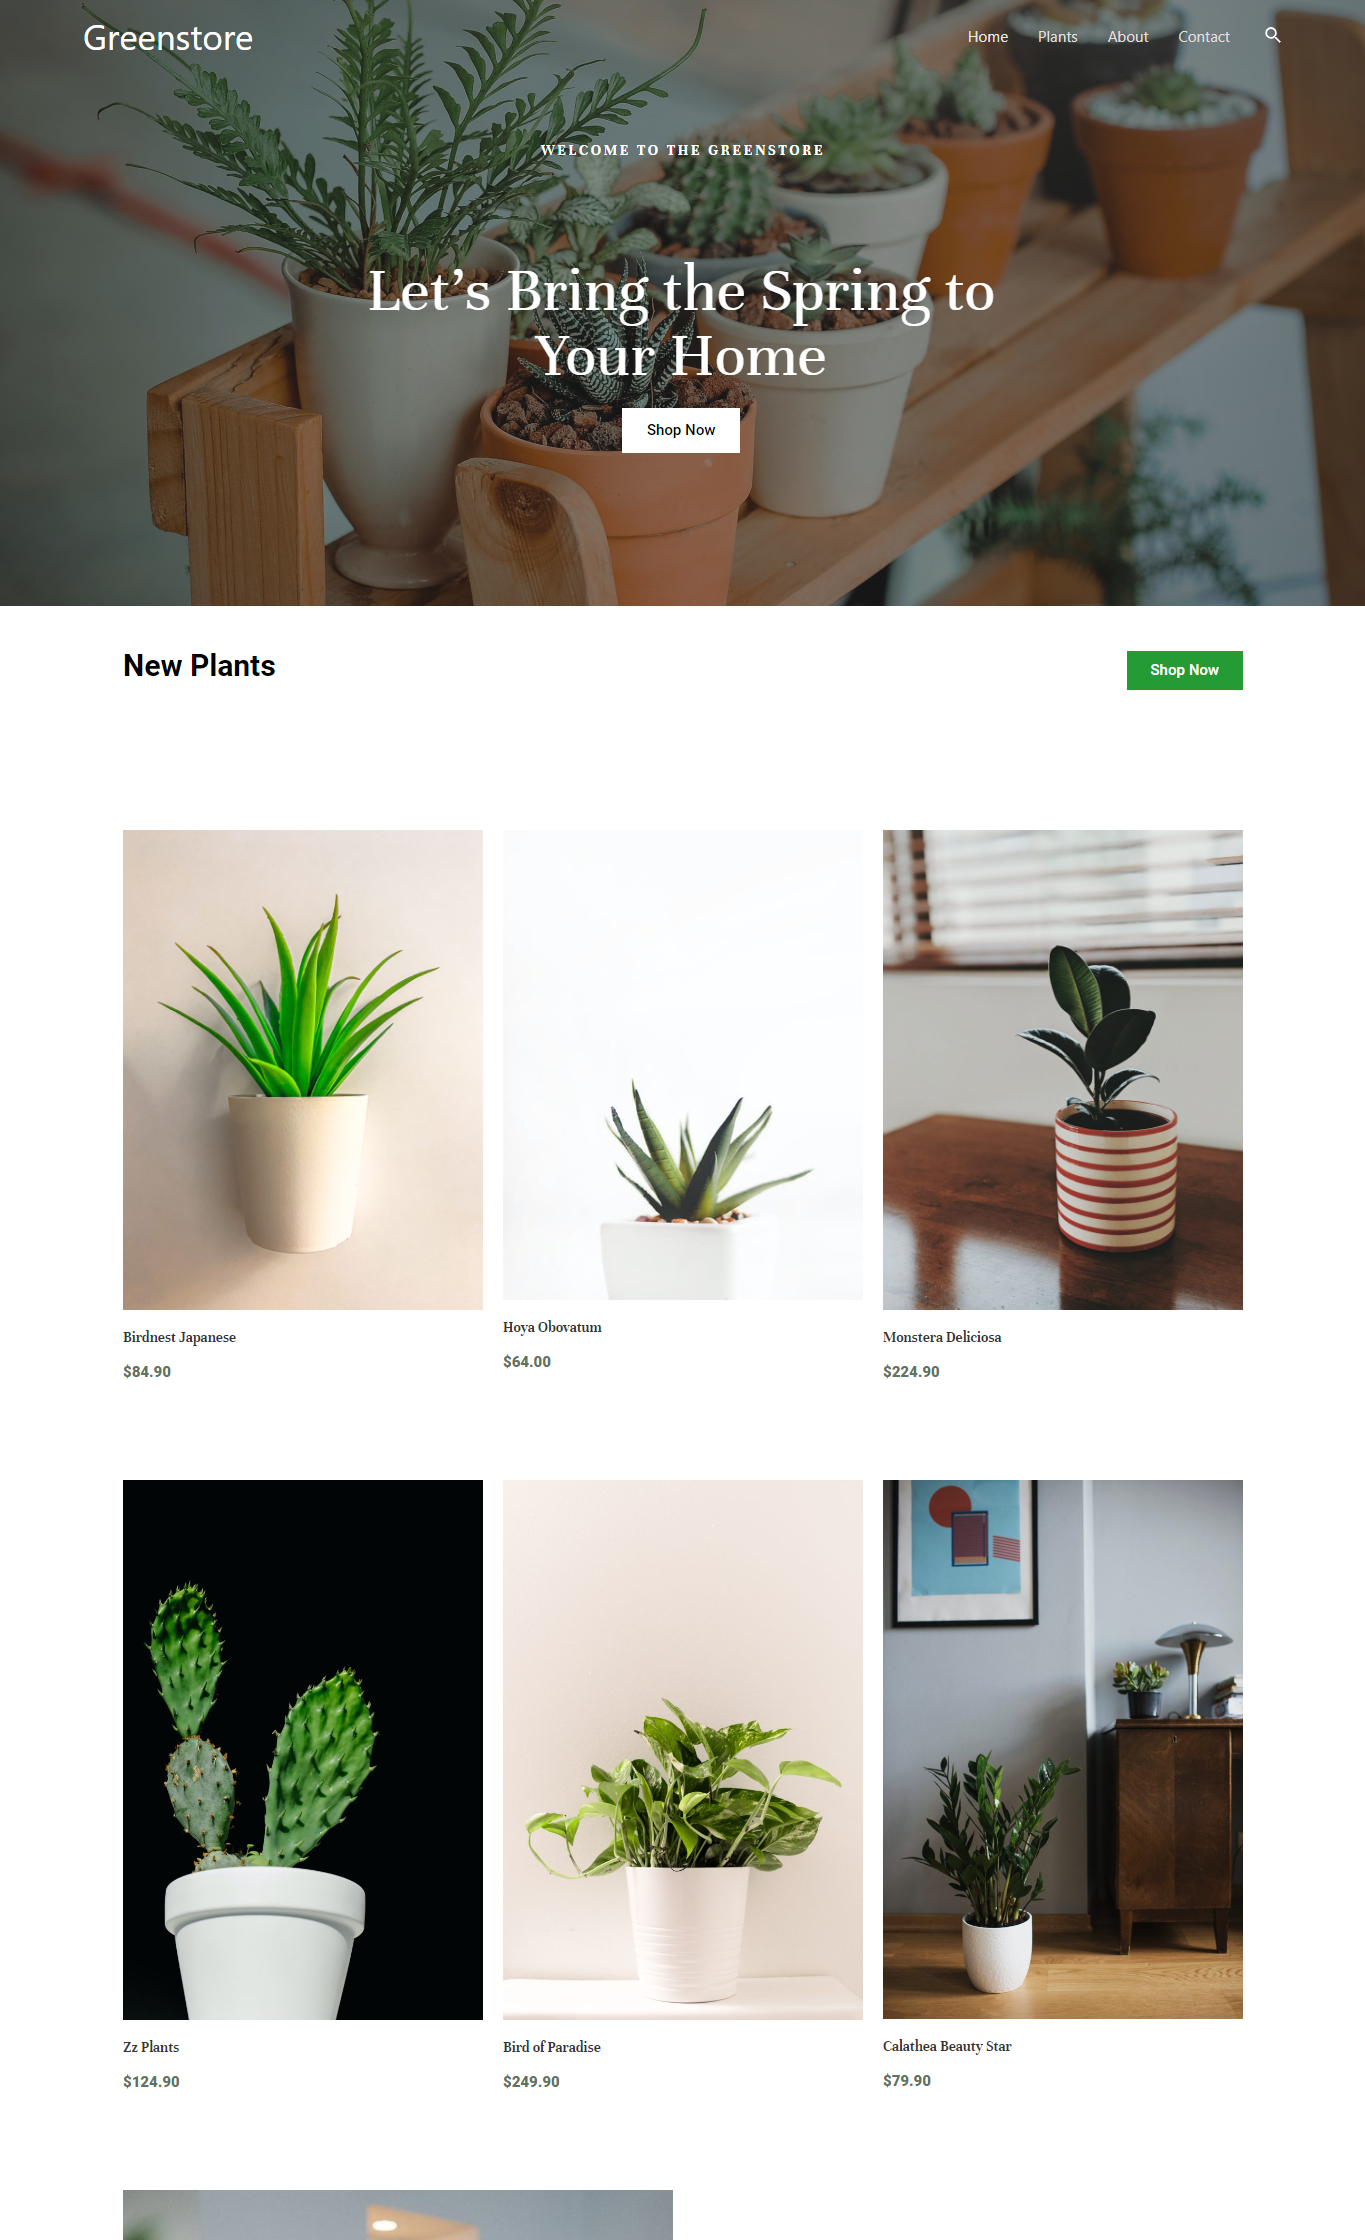 Greenstore
Home Plants About Contact
WELCOME TO THE GREENSTORE
Let’s Bring the Spring to
Your Home
Shop Now
New Plants
Shop Now
Birdnest Japanese
$84.90
Hoya Obovatum
$64.00
Monstera Deliciosa
$224.90
Zz Plants
$124.90
Bird of Paradise
$249.90
Calathea Beauty Star
$79.90